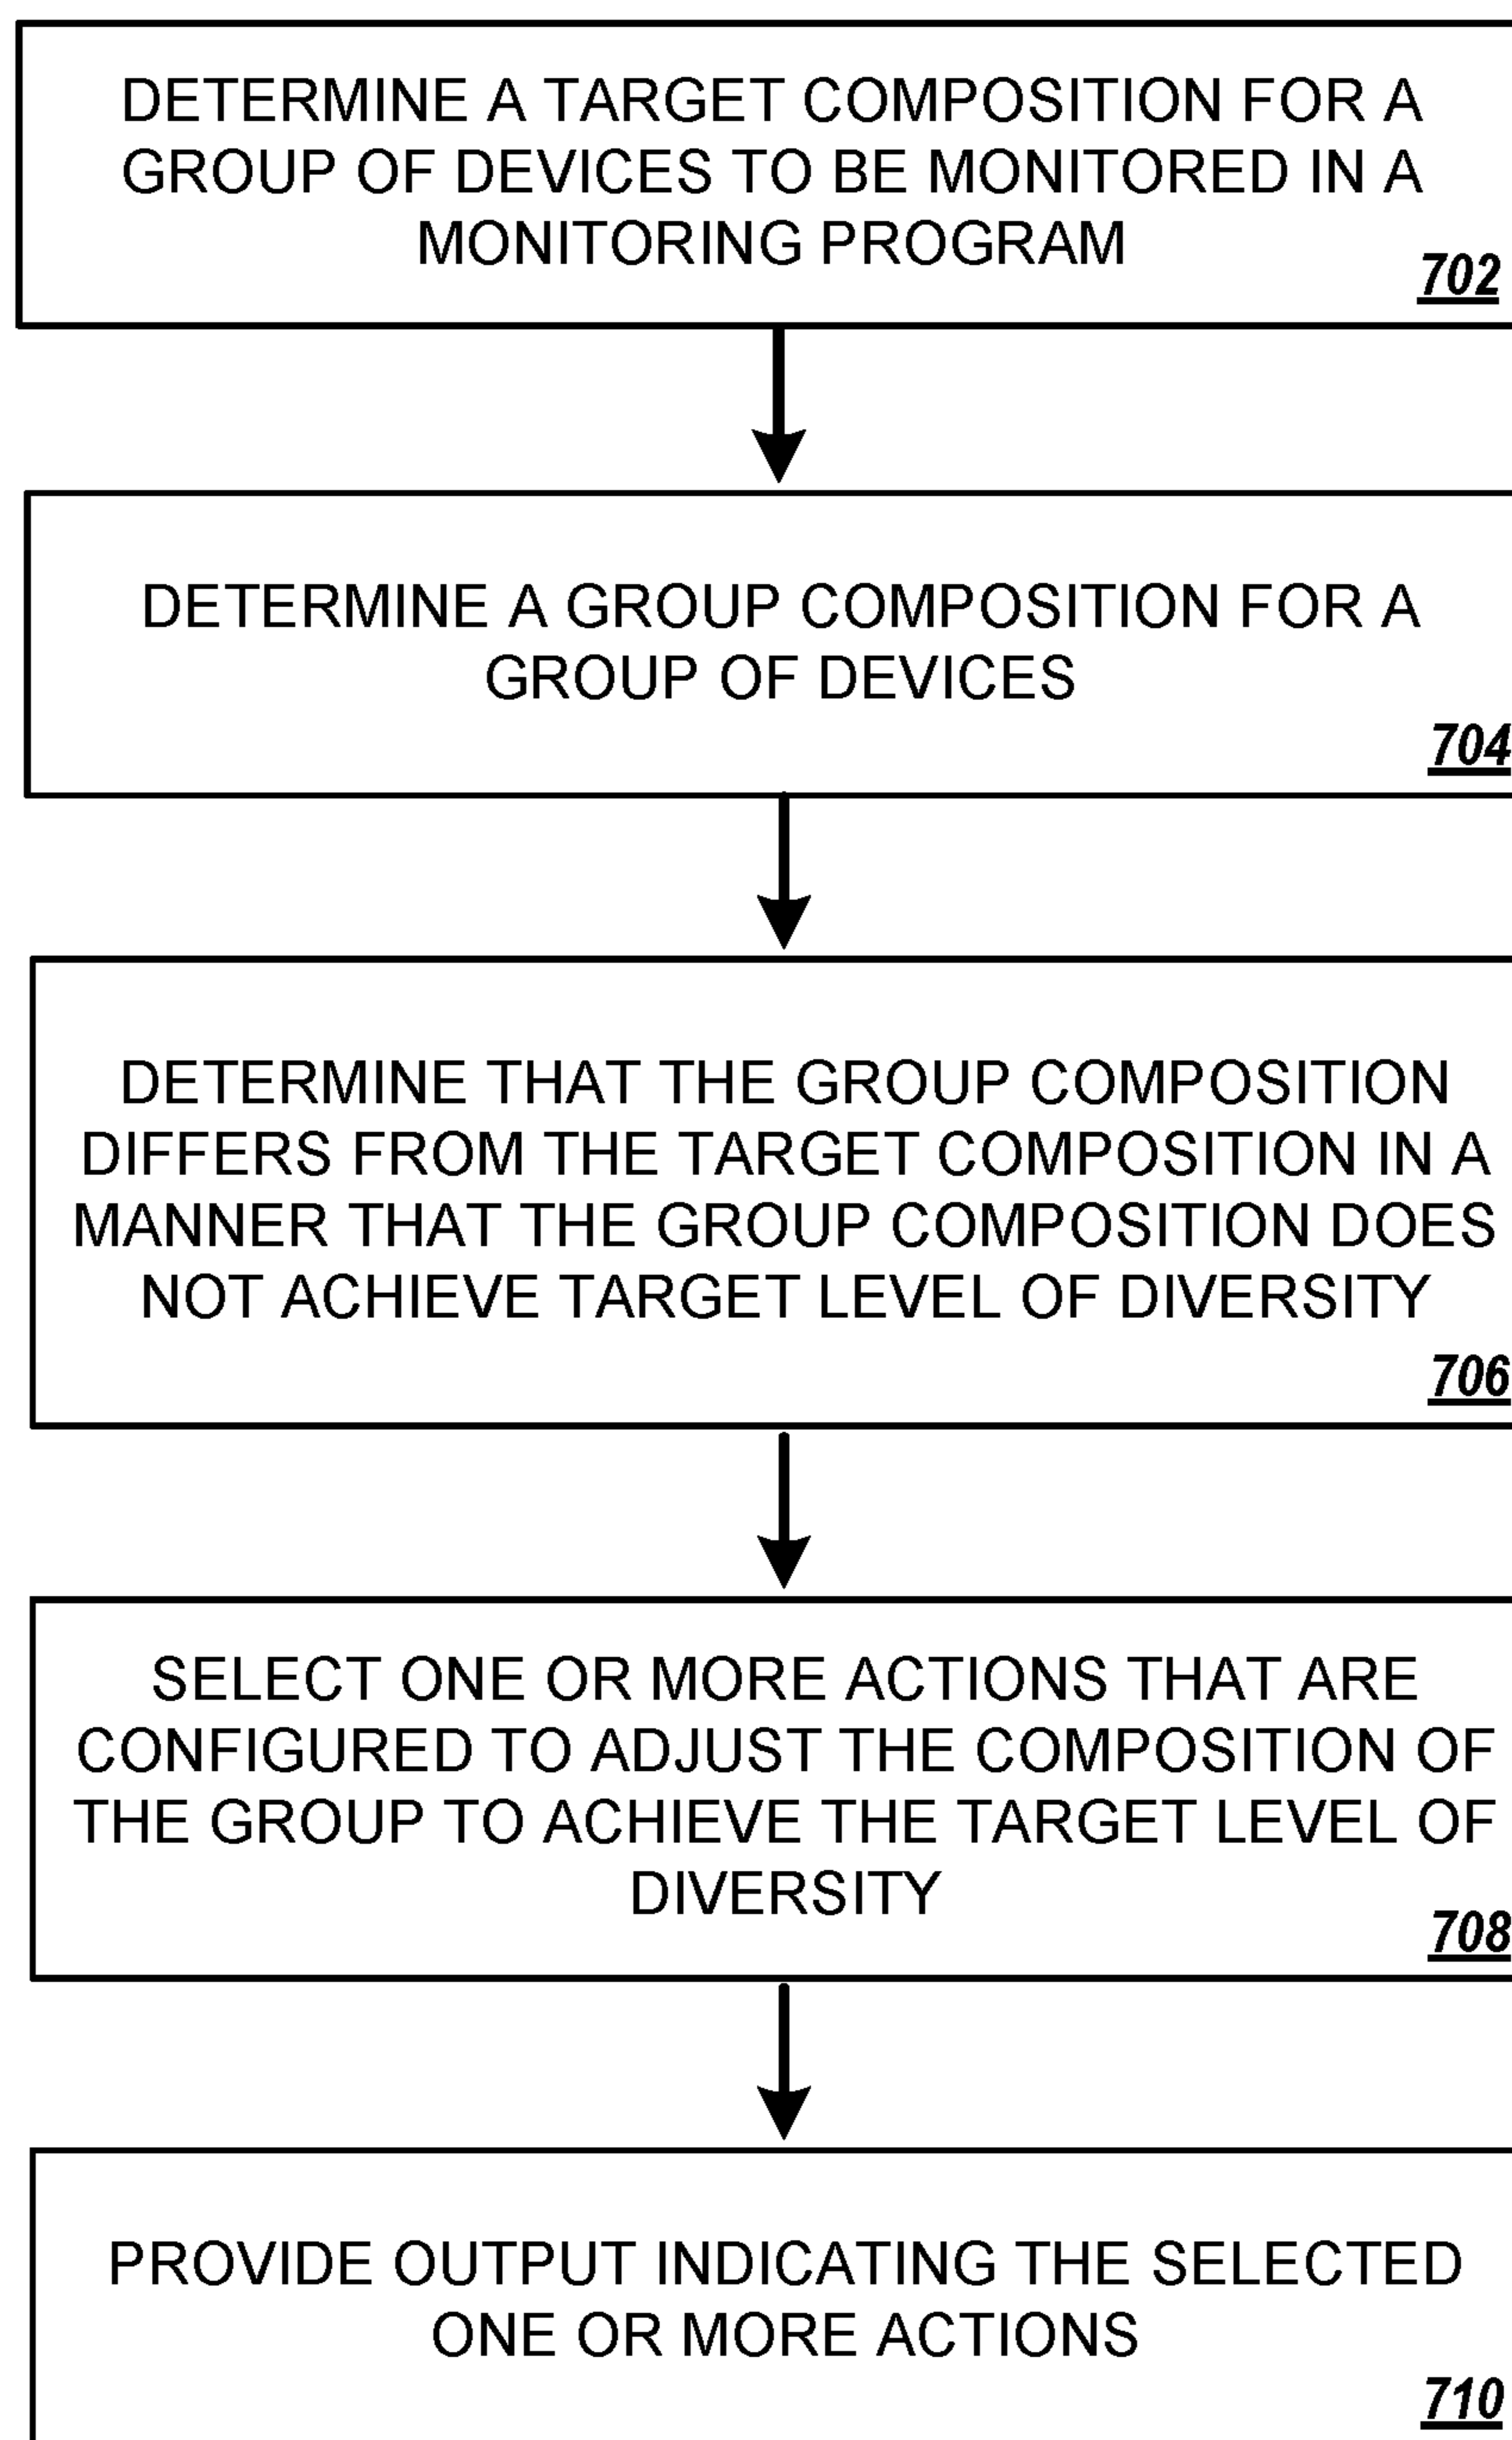 DETERMINE A TARGET COMPOSITION FOR A
GROUP OF DEVICES TO BE MONITORED IN A
MONITORING PROGRAM
702
DETERMINE A GROUP COMPOSITION FOR A
GROUP OF DEVICES
704
DETERMINE THAT THE GROUP COMPOSITION
DIFFERS FROM THE TARGET COMPOSITION IN A
MANNER THAT THE GROUP COMPOSITION DOES
NOT ACHIEVE TARGET LEVEL OF DIVERSITY
706
SELECT ONE OR MORE ACTIONS THAT ARE
CONFIGURED TO ADJUST THE COMPOSITION OF
THE GROUP TO ACHIEVE THE TARGET LEVEL OF
DIVERSITY
708
PROVIDE OUTPUT INDICATING THE SELECTED
ONE OR MORE ACTIONS
710